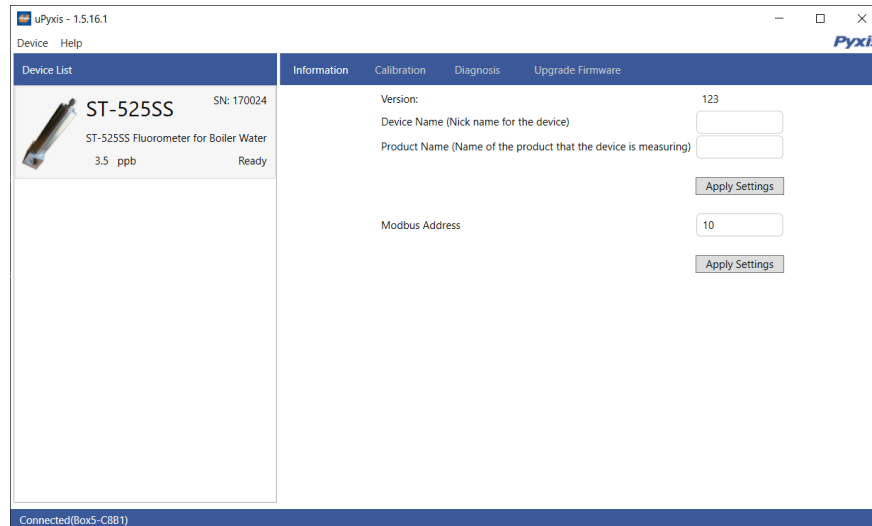 uPyxis - 1.5.16.1
Device Help
Device List
Information Calibration Diagnosis Upgrade Firmware
ST-525SS
SN: 170024
ST-525SS Fluorometer for Boiler Water
3.5 ppb Ready
Version: 123
Device Name (Nick name for the device)
Product Name (Name of the product that the device is measuring)
Apply Settings
Modbus Address 10
Apply Settings
Connected(Box5-C8B1)